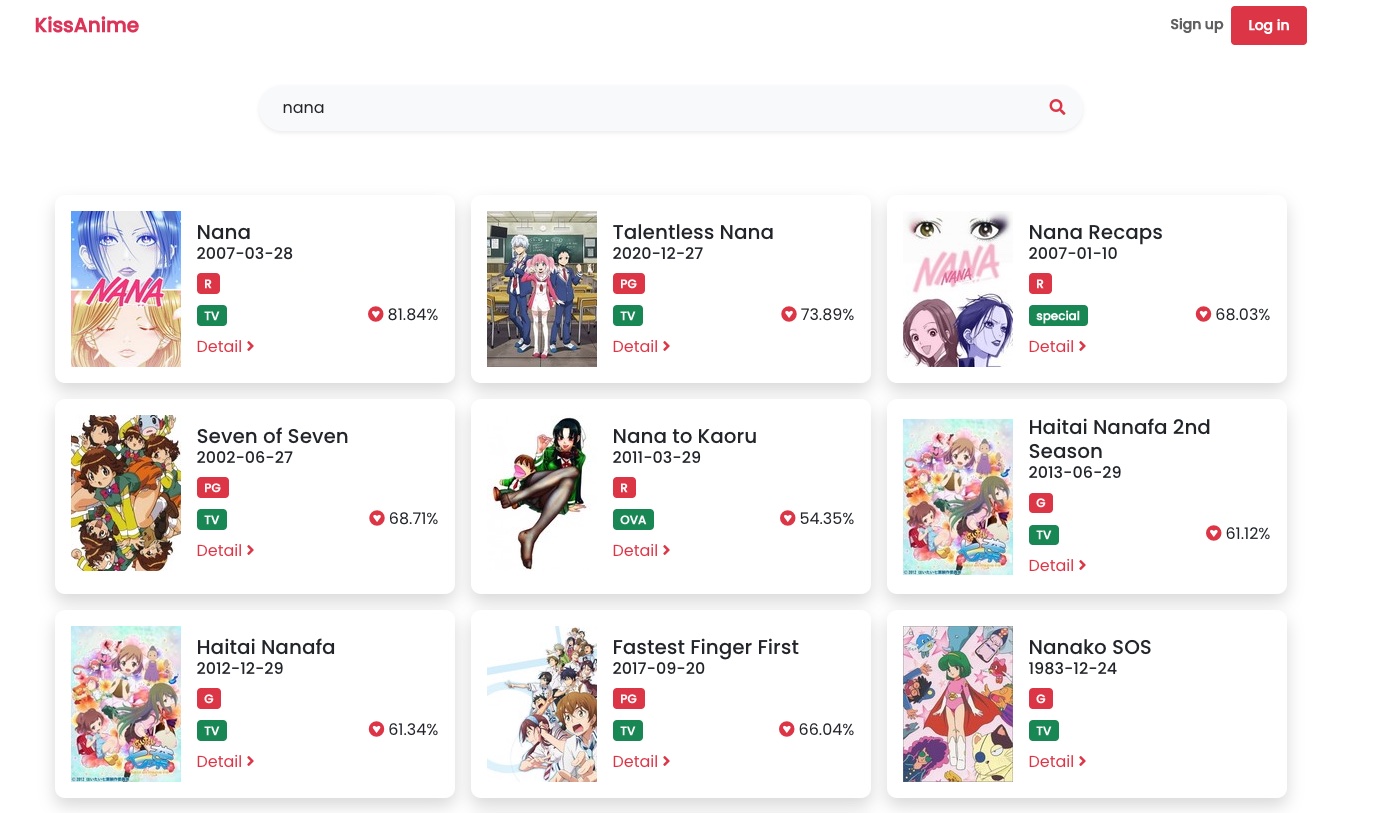 KissAnime
Sign up
Log in
nana
Nana
2007-03-28
R
TV
81.84%
Detail
NANA
Talentless Nana
2020-12-27
PG
TV
73.89%
Detail
Nana Recaps
2007-01-10
R
special
68.03%
Detail
NANA
NANA
Seven of Seven
2002-06-27
PG
TV
68.71%
Detail
Nana to Kaoru
2011-03-29
R
OVA
54.35%
Detail
Haitai Nanafa 2nd
Season
2013-06-29
G
TV
61.12%
Detail
Haitai Nanafa
2012-12-29
G
TV
61.34%
Detail
Fastest Finger First
2017-09-20
PG
TV
66.04%
Detail
Nanako SOS
1983-12-24
G
TV
Detail